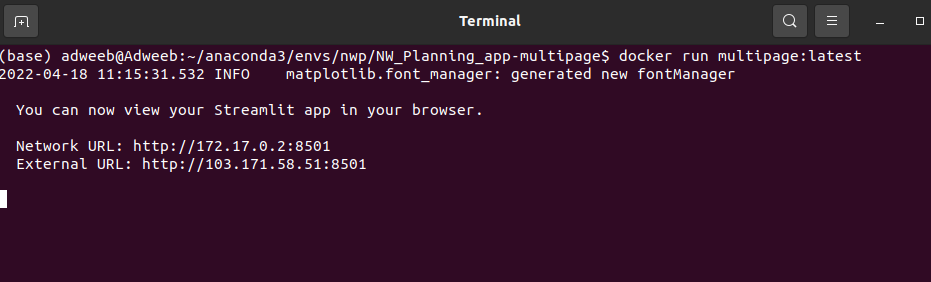 Terminal
(base) adweeb@Adweeb:~/anaconda3/envs/nwp/NW_Planning_app-multipage$ docker run multipage:latest
2022-04-18 11:15:31.532 INFO    matplotlib.font_manager: generated new fontManager
You can now view your Streamlit app in your browser.
Network URL: http://172.17.0.2:8501
External URL: http://103.171.58.51:8501